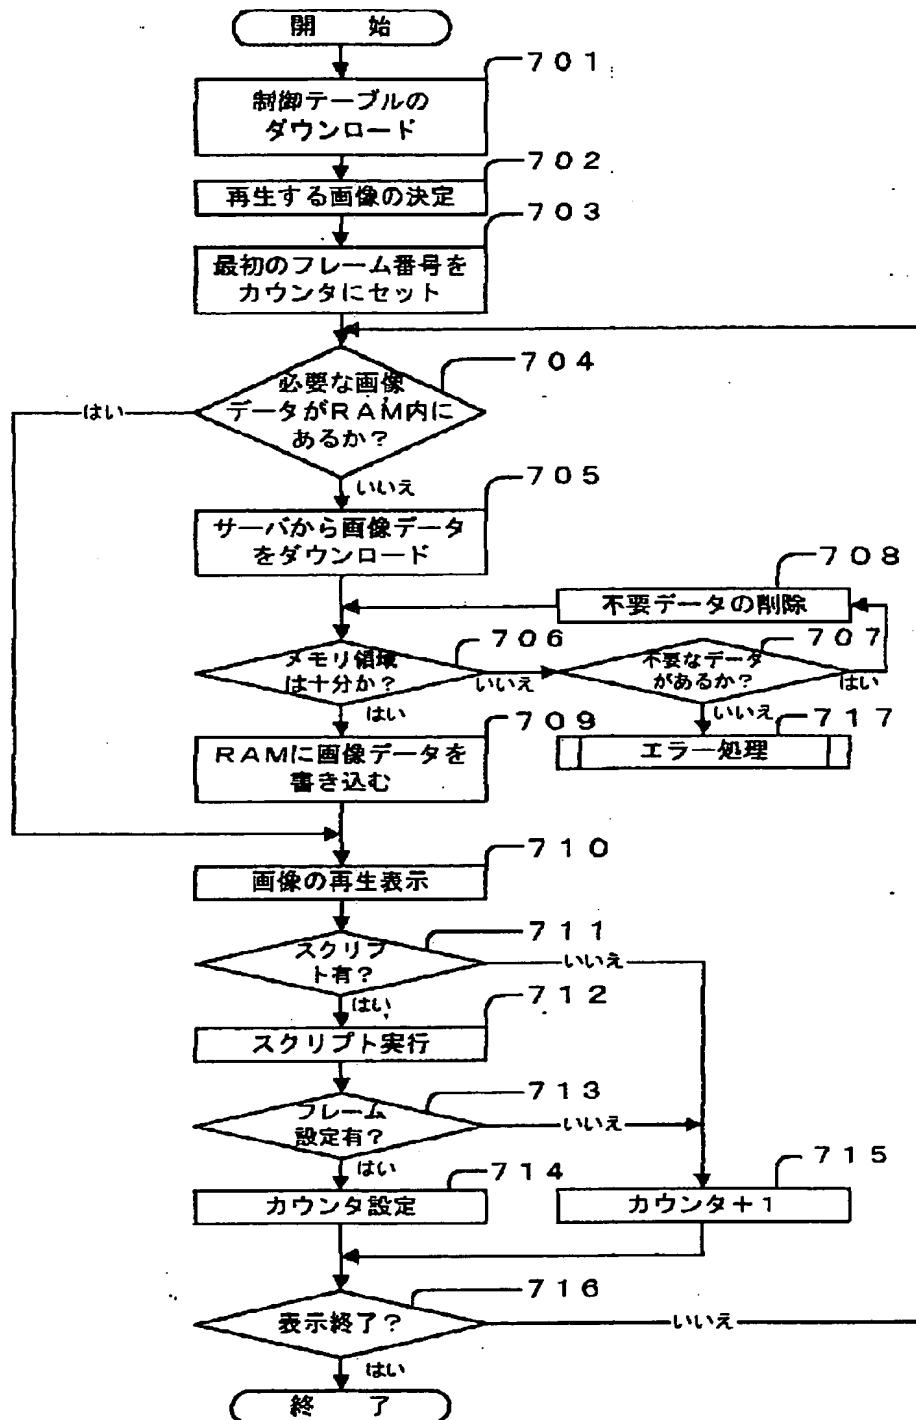 開 始
701
制御テーブルの
ダウンロード
702
再生する画像の決定
703
最初のフレーム番号を
カウンタにセット
704
必要な画像
データがRAM内に
あるか?
はい
いいえ
705
サーバから画像データ
をダウンロード
708
不要データの削除
706
メモリ領域
は十分か?
いいえ
はい
707
不要なデータ
があるか?
はい
いいえ
709
RAMに画像データを
書き込む
717
エラー処理
710
画像の再生表示
711
スクリプ
ト有?
いいえ
はい
712
スクリプト実行
713
フレーム
設定有?
いいえ
はい
714
カウンタ設定
715
カウンタ+1
716
表示終了?
いいえ
はい
終 了